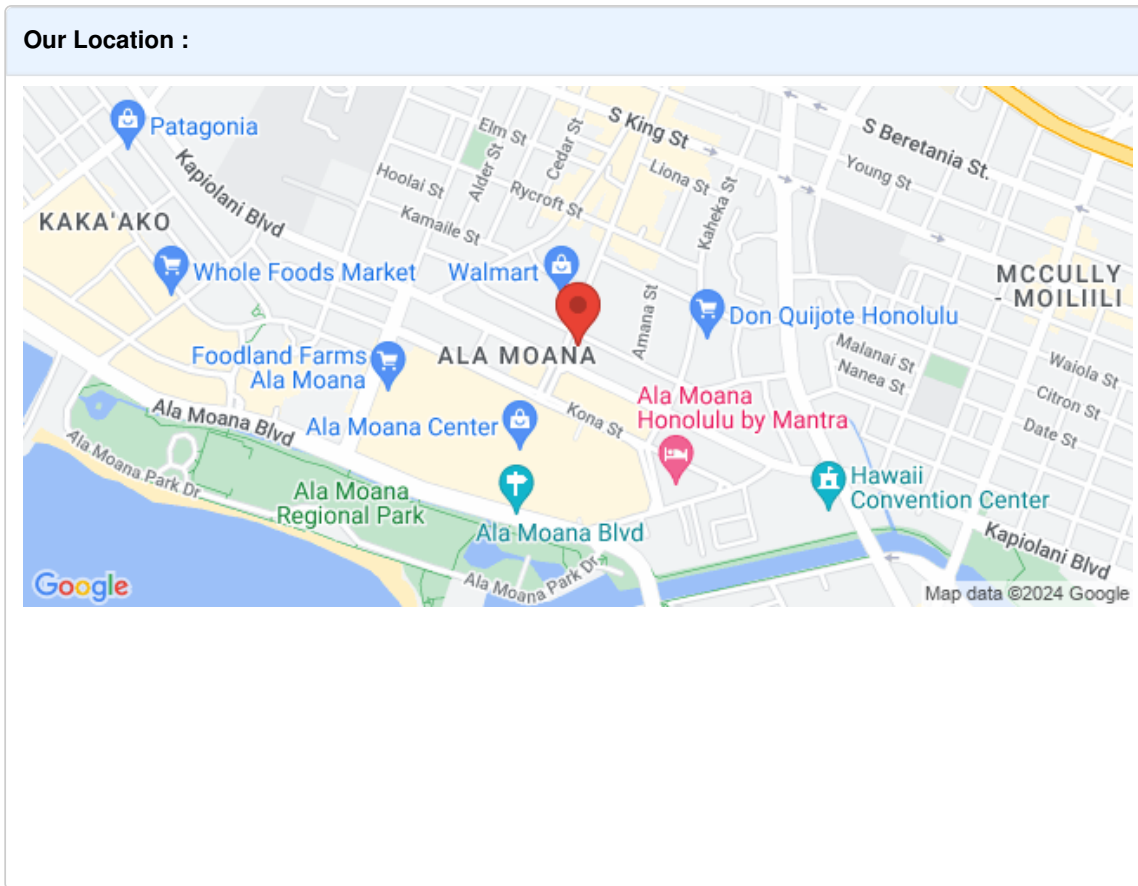 Our Location :
Patagonia
Elm St
Cedar St
S King St
S Beretania St.
Alder St
Hoolai St
Liona St
Young St
Kapiolani Blvd
Rycroft St
Kaheka St
KAKA'AKO
Kamaile St
Whole Foods Market
Walmart
MCCULLY
- MOILIILI
Amana St
Don Quijote Honolulu
Foodland Farms
Ala Moana
ALA MOANA
Malanai St
Nanea St
Waiola St
Citron St
Date St
Ala Moana Blvd
Ala Moana Center
Kona St
Ala Moana
Honolulu by Mantra
Ala Moana Park Dr
Ala Moana
Regional Park
Hawaii
Convention Center
Ala Moana Blvd
Kapiolani Blvd
Ala Moana Park Dr
Google
Map data ©2024 Google